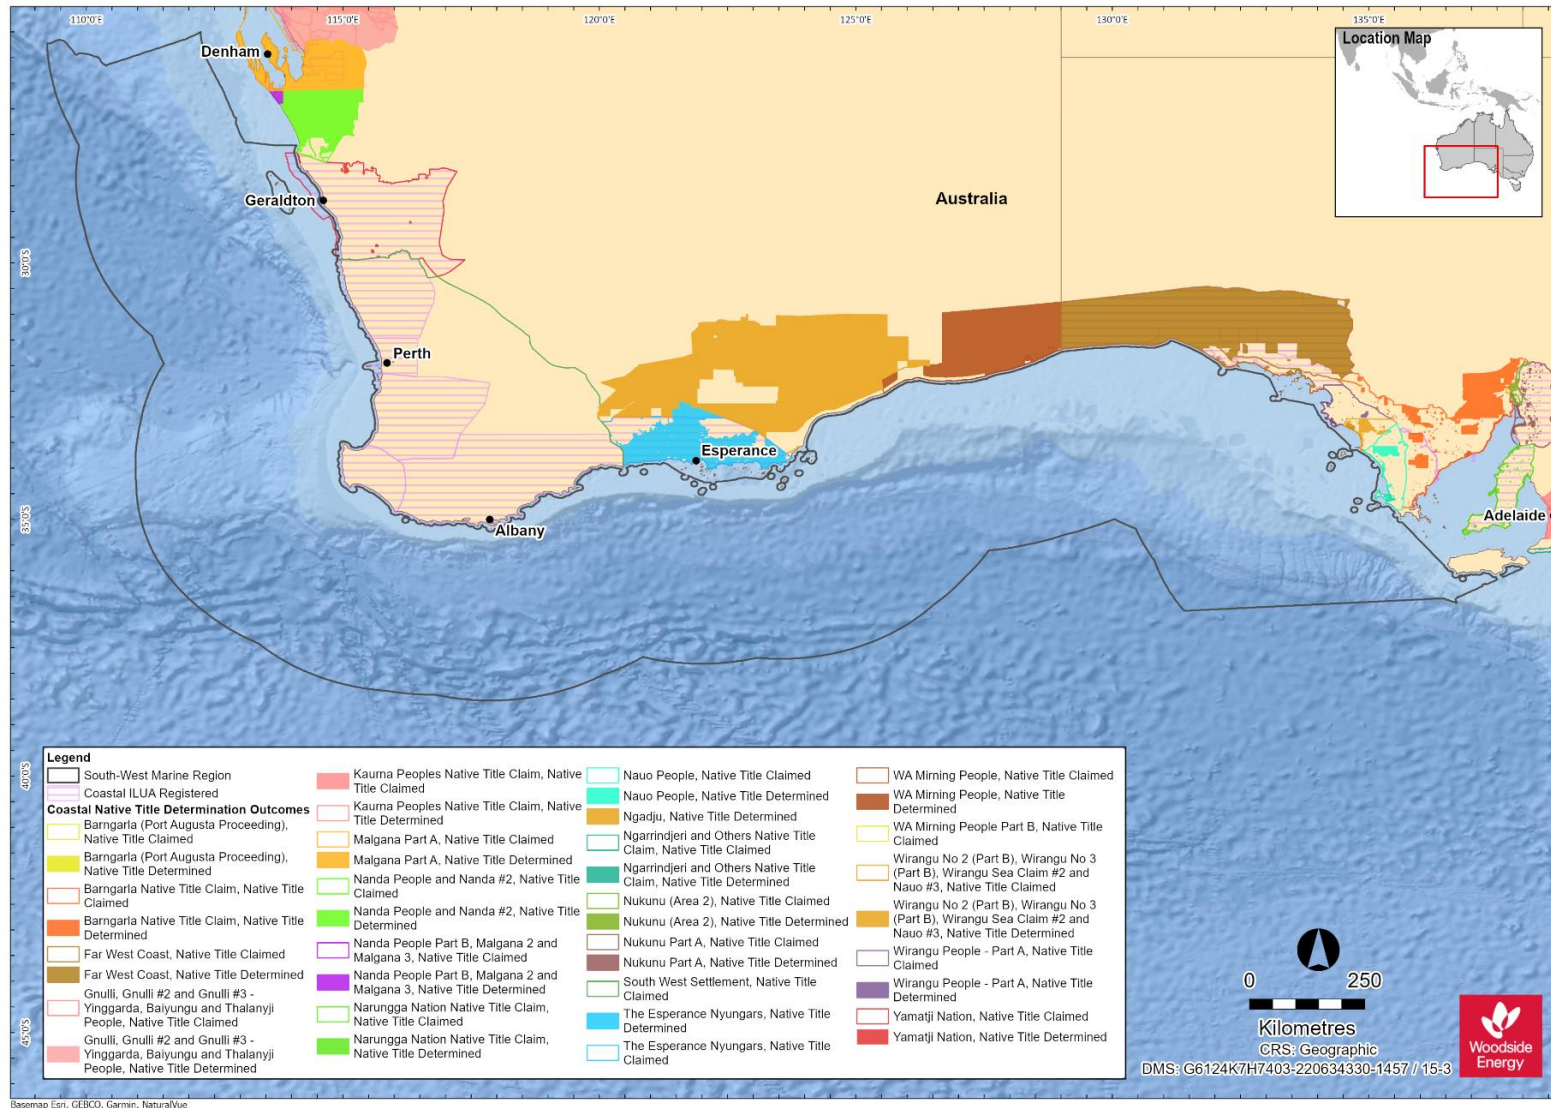 110°0'E
115°0'E
120°0'E
125°0'E
130°0'E
135°0'E
Location Map
Denham
Geraldton
Australia
30°0'S
Perth
Esperance
Albany
Adelaide
35°0'S
40°0'S
45°0'S
Legend
South-West Marine Region
Coastal ILUA Registered
Coastal Native Title Determination Outcomes
Barngarla (Port Augusta Proceeding),
Native Title Claimed
Barngarla (Port Augusta Proceeding),
Native Title Determined
Barngarla Native Title Claim, Native Title
Claimed
Barngarla Native Title Claim, Native Title
Determined
Far West Coast, Native Title Claimed
Far West Coast, Native Title Determined
Gnulli, Gnulli #2 and Gnulli #3 -
Yinggarda, Baiyungu and Thalanyji
People, Native Title Claimed
Gnulli, Gnulli #2 and Gnulli #3 -
Yinggarda, Baiyungu and Thalanyji
People, Native Title Determined
Kaurna Peoples Native Title Claim, Native
Title Claimed
Kaurna Peoples Native Title Claim, Native
Title Determined
Malgana Part A, Native Title Claimed
Malgana Part A, Native Title Determined
Nanda People and Nanda #2, Native Title
Claimed
Nanda People and Nanda #2, Native Title
Determined
Nanda People Part B, Malgana 2 and
Malgana 3, Native Title Claimed
Nanda People Part B, Malgana 2 and
Malgana 3, Native Title Determined
Narungga Nation Native Title Claim,
Native Title Claimed
Narungga Nation Native Title Claim,
Native Title Determined
Nauo People, Native Title Claimed
Nauo People, Native Title Determined
Ngadju, Native Title Determined
Ngarrindjeri and Others Native Title
Claim, Native Title Claimed
Ngarrindjeri and Others Native Title
Claim, Native Title Determined
Nukunu (Area 2), Native Title Claimed
Nukunu (Area 2), Native Title Determined
Nukunu Part A, Native Title Claimed
Nukunu Part A, Native Title Determined
South West Settlement, Native Title
Claimed
The Esperance Nyungars, Native Title
Determined
The Esperance Nyungars, Native Title
Claimed
WA Mirning People, Native Title Claimed
WA Mirning People, Native Title
Determined
WA Mirning People Part B, Native Title
Claimed
Wirangu No 2 (Part B), Wirangu No 3
(Part B), Wirangu Sea Claim #2 and
Nauo #3, Native Title Claimed
Wirangu No 2 (Part B), Wirangu No 3
(Part B), Wirangu Sea Claim #2 and
Nauo #3, Native Title Determined
Wirangu People - Part A, Native Title
Claimed
Wirangu People - Part A, Native Title
Determined
Yamatji Nation, Native Title Claimed
Yamatji Nation, Native Title Determined
0 250
Kilometres
CRS: Geographic
DMS: G6124K7H7403-220634330-1457 / 15-3
Woodside
Energy
Basemap Esri, GEBCO, Garmin, NaturalVue